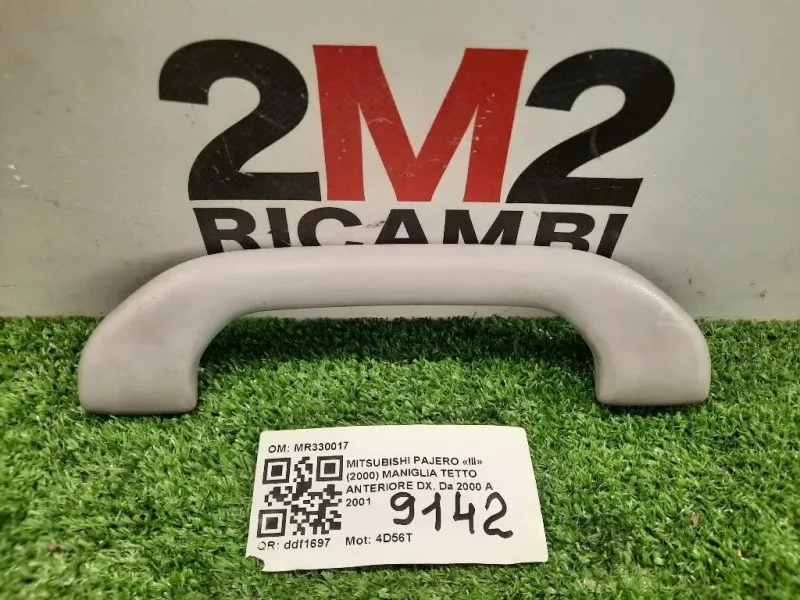 2M2
RICAMBI
OM: MR330017
MITSUBISHI PAJERO «III»
(2000) MANIGLIA TETTO
ANTERIORE DX. Da 2000 A
2001
9142
QR: ddf1697 Mot: 4D56T